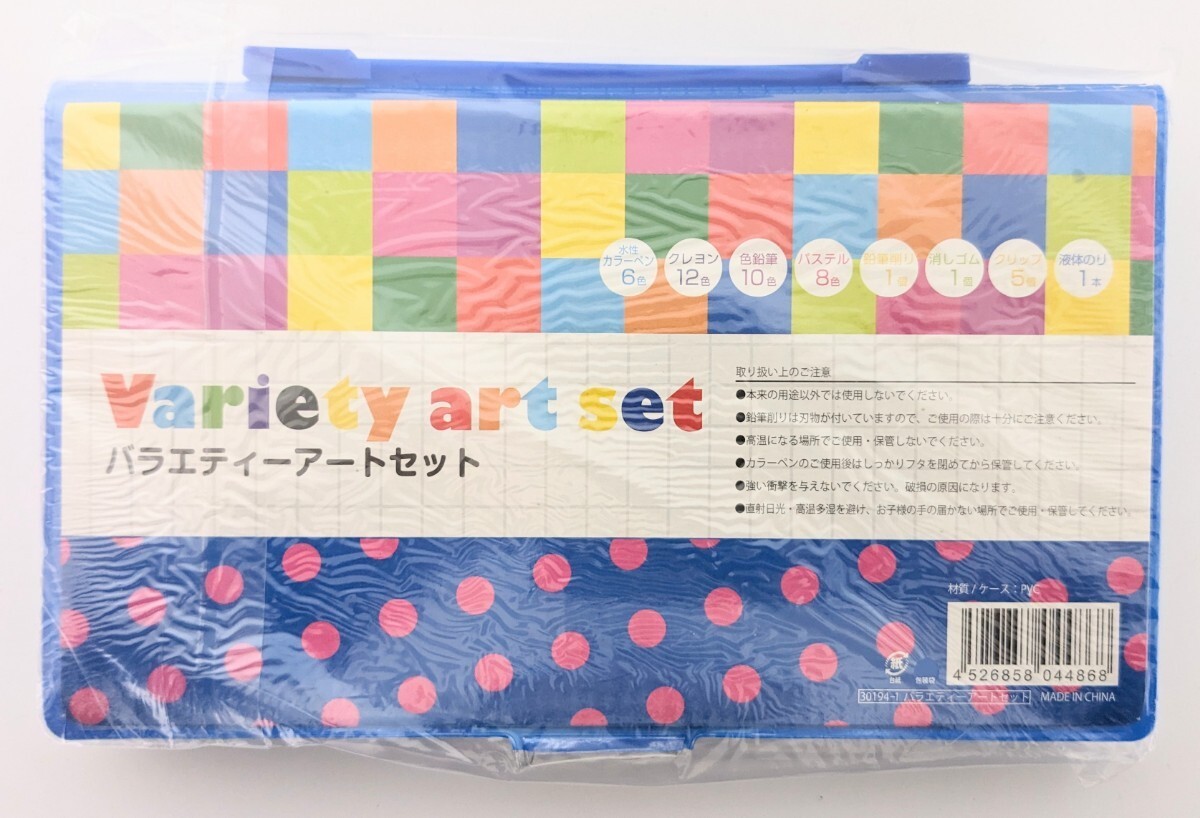 水性
カラーペン
6色
クレヨン
12色
色鉛筆
10色
パステル
8色
鉛筆削り
1個
消しゴム
1個
クリップ
5個
液体のり
1本
Variety art set
バラエティーアートセット
取り扱い上のご注意
●本来の用途以外では使用しないでください。
●鉛筆削りは刃物が付いていますので、ご使用の際は十分にご注意ください。
●高温になる場所でご使用・保管しないでください。
●カラーペンのご使用後はしっかりフタを閉めてから保管してください。
●強い衝撃を与えないでください。破損の原因になります。
●直射日光・高温多湿を避け、お子様の手の届かない場所でご使用・保管してください。
材質/ケース:PVC
4 526858 044868
紙
台紙
30194-1 バラエティーアートセット
MADE IN CHINA